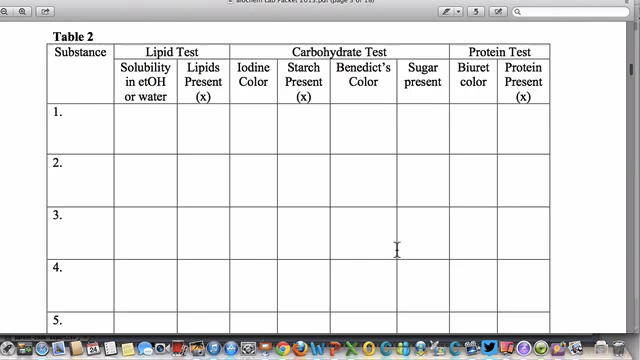 Biochem Lab Packet 2013.pdf (page 5 of 18)
Table 2
Substance Lipid Test Carbohydrate Test Protein Test
Solubility in etOH or water Lipids Present (x) Iodine Color Starch Present (x) Benedict's Color Sugar present Biuret color Protein Present (x)
1.
2.
3.
4.
5.